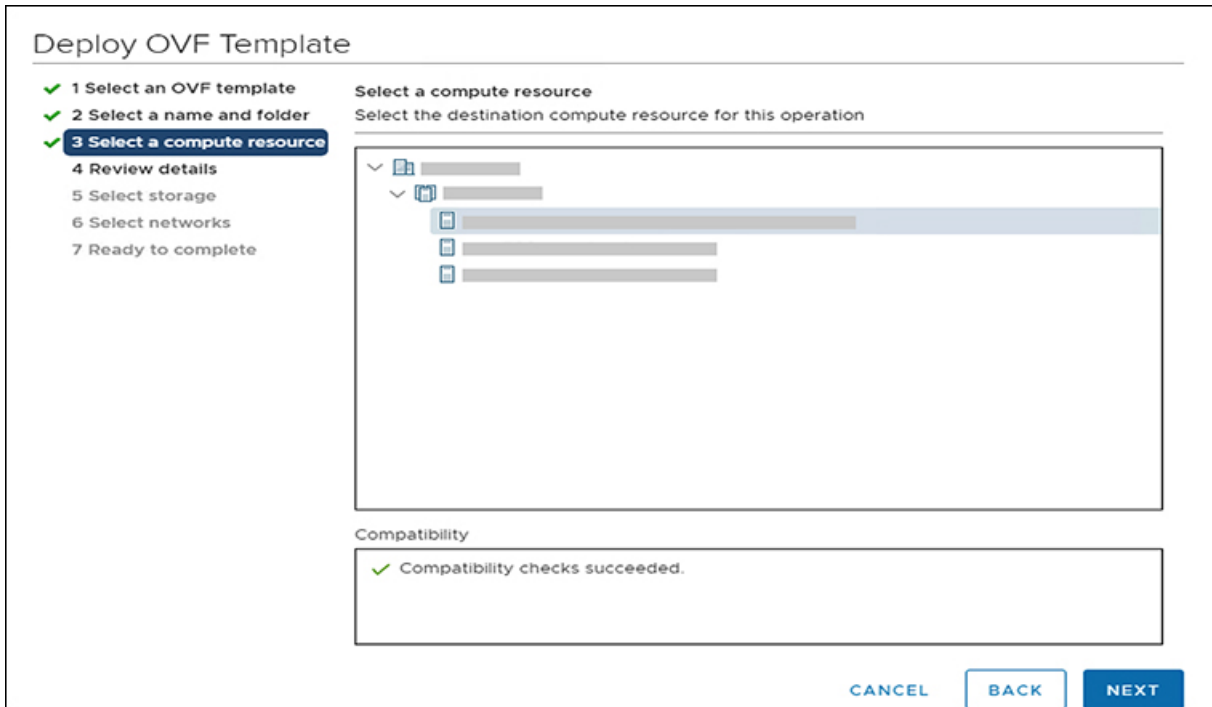 Deploy OVF Template
1 Select an OVF template
2 Select a name and folder
3 Select a compute resource
4 Review details
5 Select storage
6 Select networks
7 Ready to complete
Select a compute resource
Select the destination compute resource for this operation
Compatibility
Compatibility checks succeeded.
CANCEL BACK NEXT